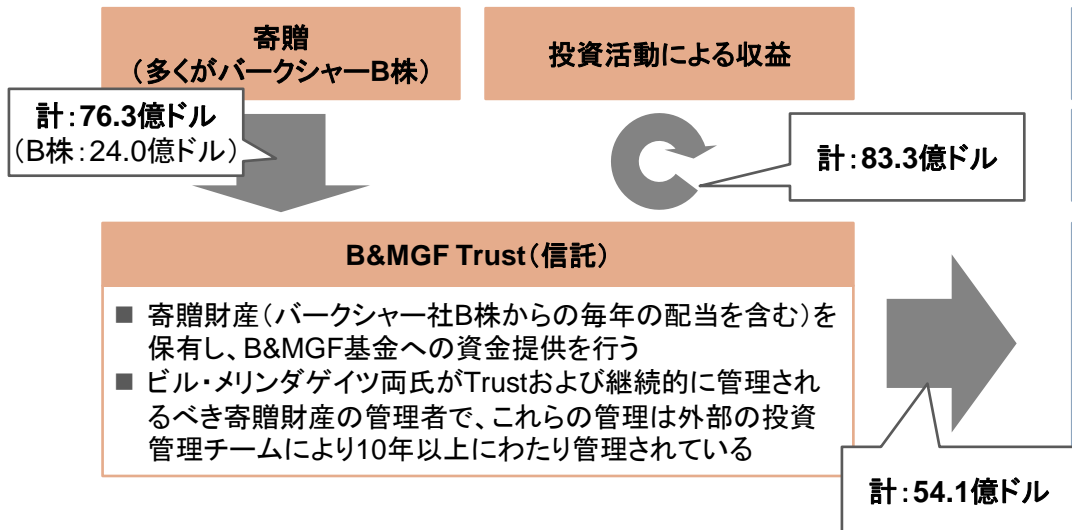 寄贈
（多くがバークシャーB株）
投資活動による収益
計：76.3億ドル
（B株：24.0億ドル）
計：83.3億ドル
B&MGF Trust（信託）
■ 寄贈財産（バークシャー社B株からの毎年の配当を含む）を
保有し、B&MGF基金への資金提供を行う
■ ビル・メリンダゲイツ両氏がTrustおよび継続的に管理され
るべき寄贈財産の管理者で、これらの管理は外部の投資
管理チームにより10年以上にわたり管理されている
計：54.1億ドル